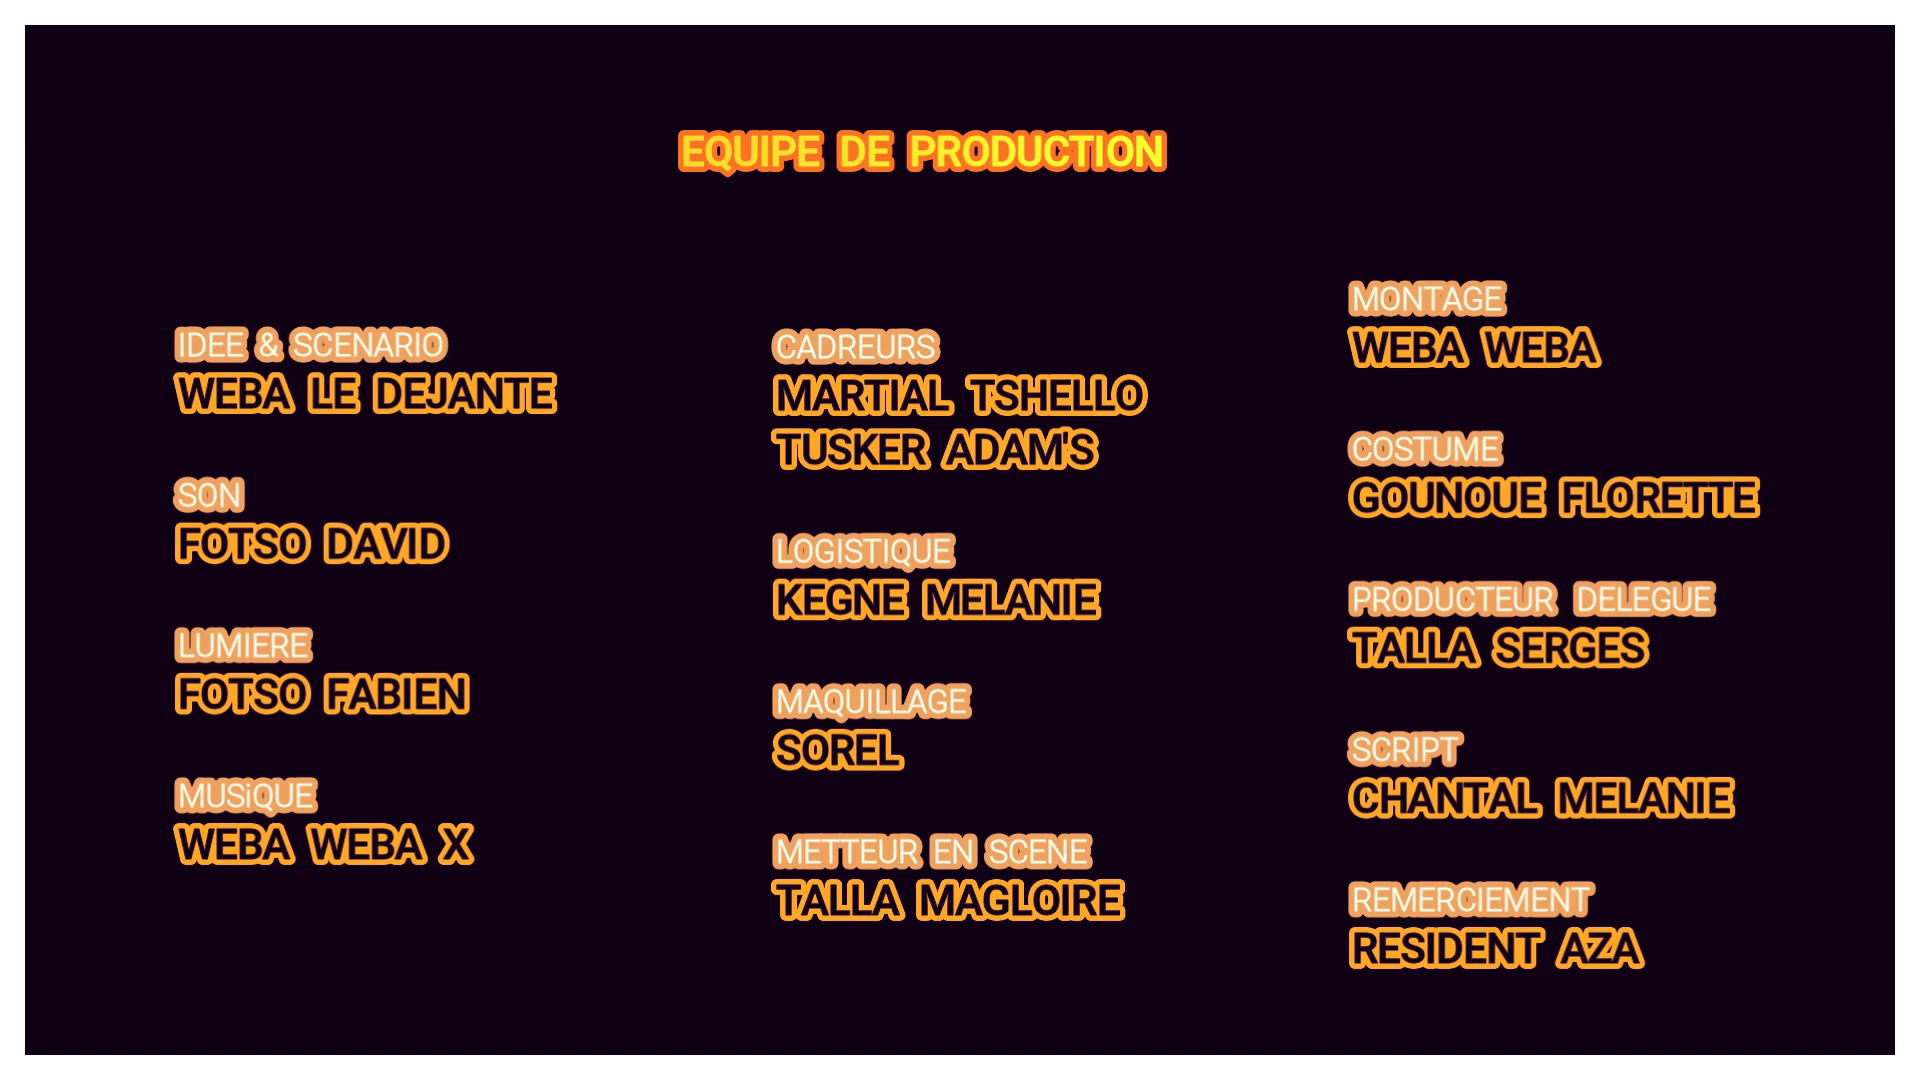 EQUIPE DE PRODUCTION
IDEE & SCENARIO
WEBA LE DEJANTE
SON
FOTSO DAVID
LUMIERE
FOTSO FABIEN
MUSiQUE
WEBA WEBA X
CADREURS
MARTIAL TSHELLO
TUSKER ADAM'S
LOGISTIQUE
KEGNE MELANIE
MAQUILLAGE
SOREL
METTEUR EN SCENE
TALLA MAGLOIRE
MONTAGE
WEBA WEBA
COSTUME
GOUNOUE FLORETTE
PRODUCTEUR DELEGUE
TALLA SERGES
SCRIPT
CHANTAL MELANIE
REMERCIEMENT
RESIDENT AZA